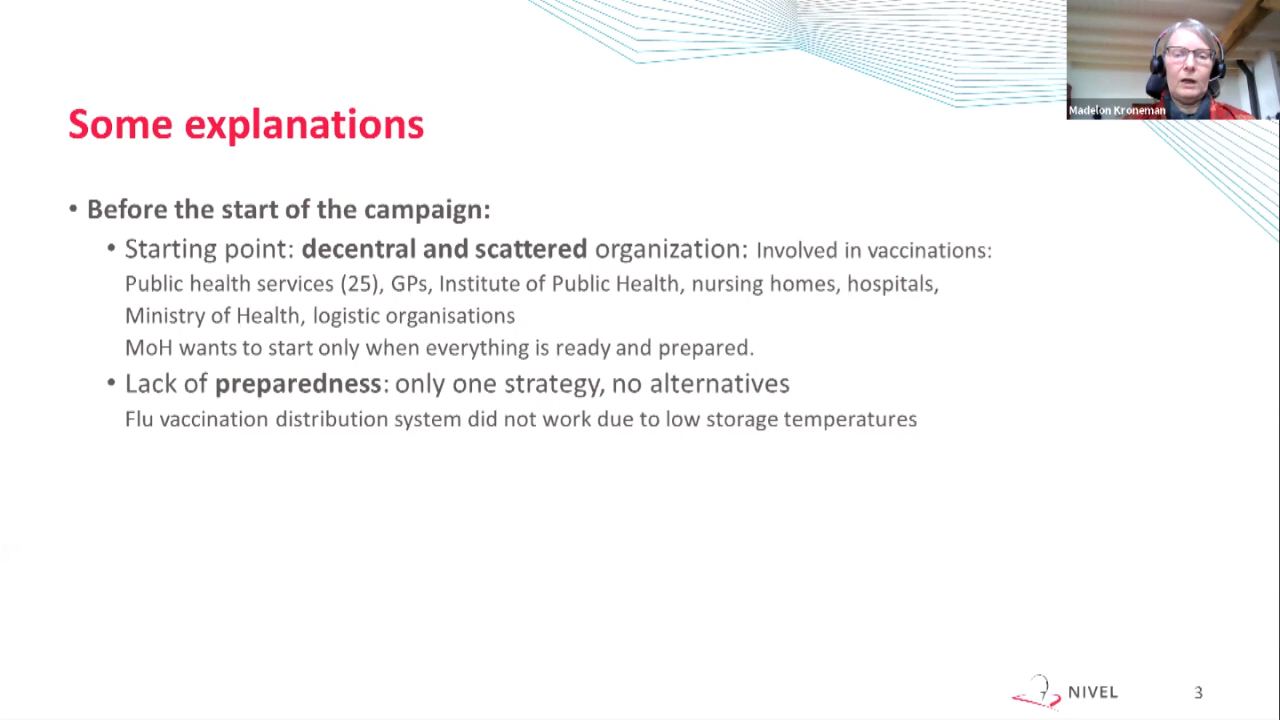 Madelon Kroneman
Some explanations
• Before the start of the campaign:
• Starting point: decentral and scattered organization: Involved in vaccinations:
Public health services (25), GPs, Institute of Public Health, nursing homes, hospitals,
Ministry of Health, logistic organisations
MoH wants to start only when everything is ready and prepared.
• Lack of preparedness: only one strategy, no alternatives
Flu vaccination distribution system did not work due to low storage temperatures
NIVEL
3